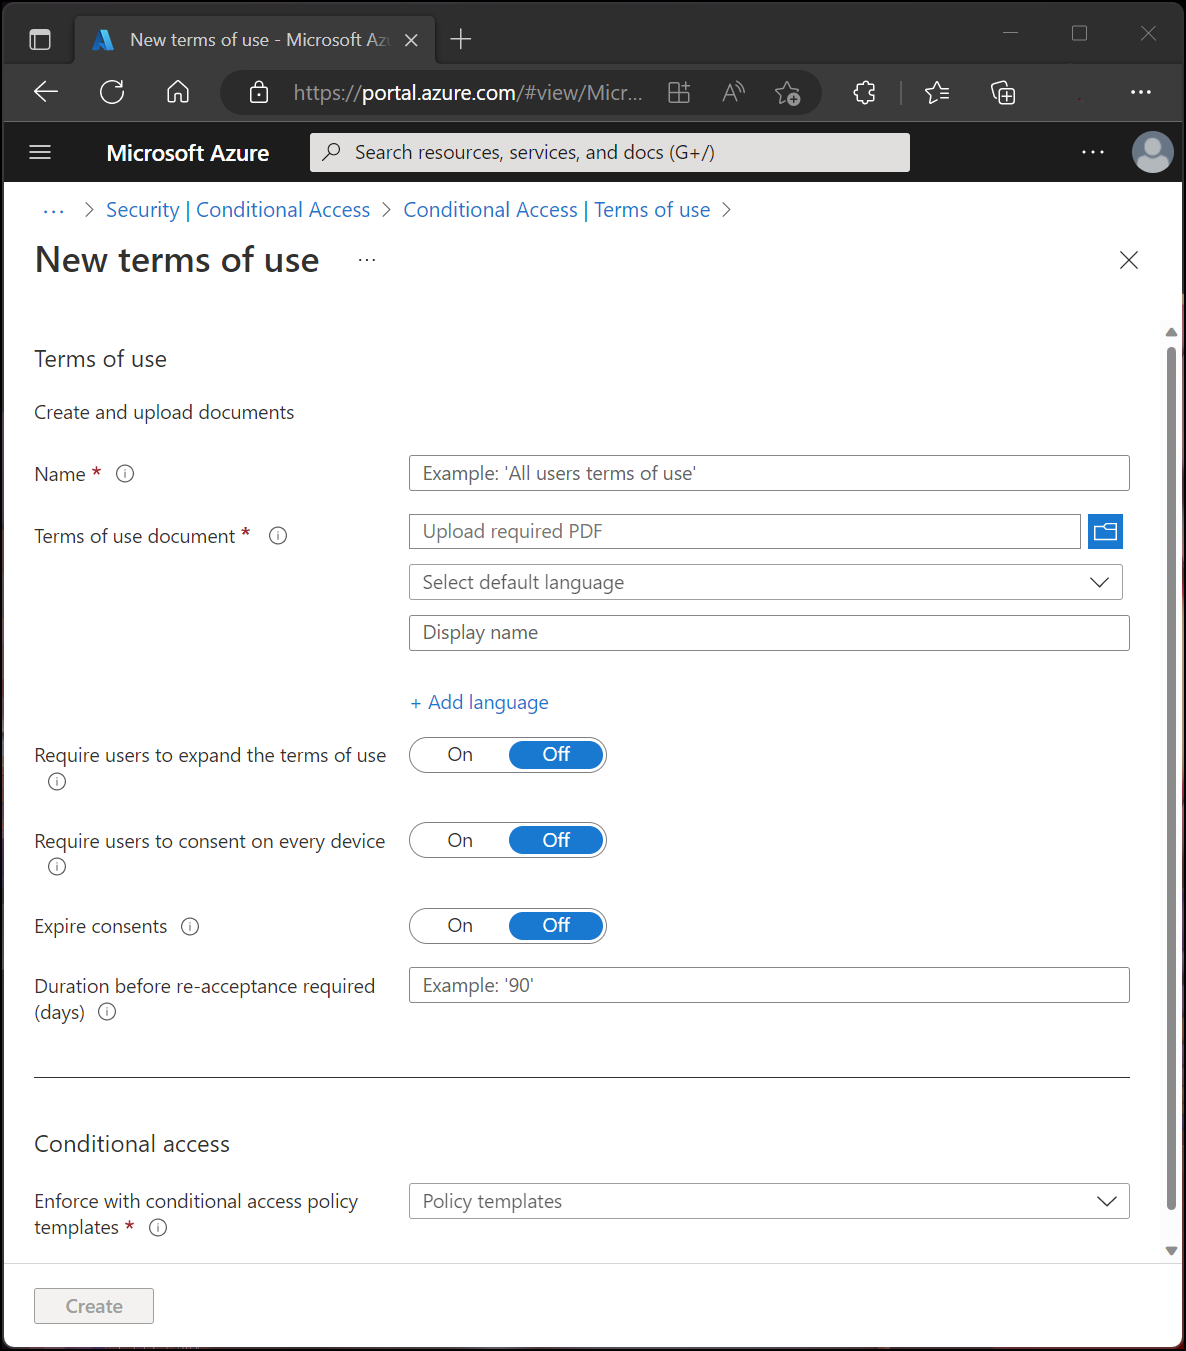 New terms of use - Microsoft Az
https://portal.azure.com/#view/Micr...
Microsoft Azure
Search resources, services, and docs (G+/)
... > Security | Conditional Access > Conditional Access | Terms of use >
New terms of use ...
Terms of use
Create and upload documents
Name *
Example: 'All users terms of use'
Terms of use document *
Upload required PDF
Select default language
Display name
+ Add language
Require users to expand the terms of use
On Off
Require users to consent on every device
On Off
Expire consents
On Off
Duration before re-acceptance required
(days)
Example: '90'
Conditional access
Enforce with conditional access policy
templates *
Policy templates
Create